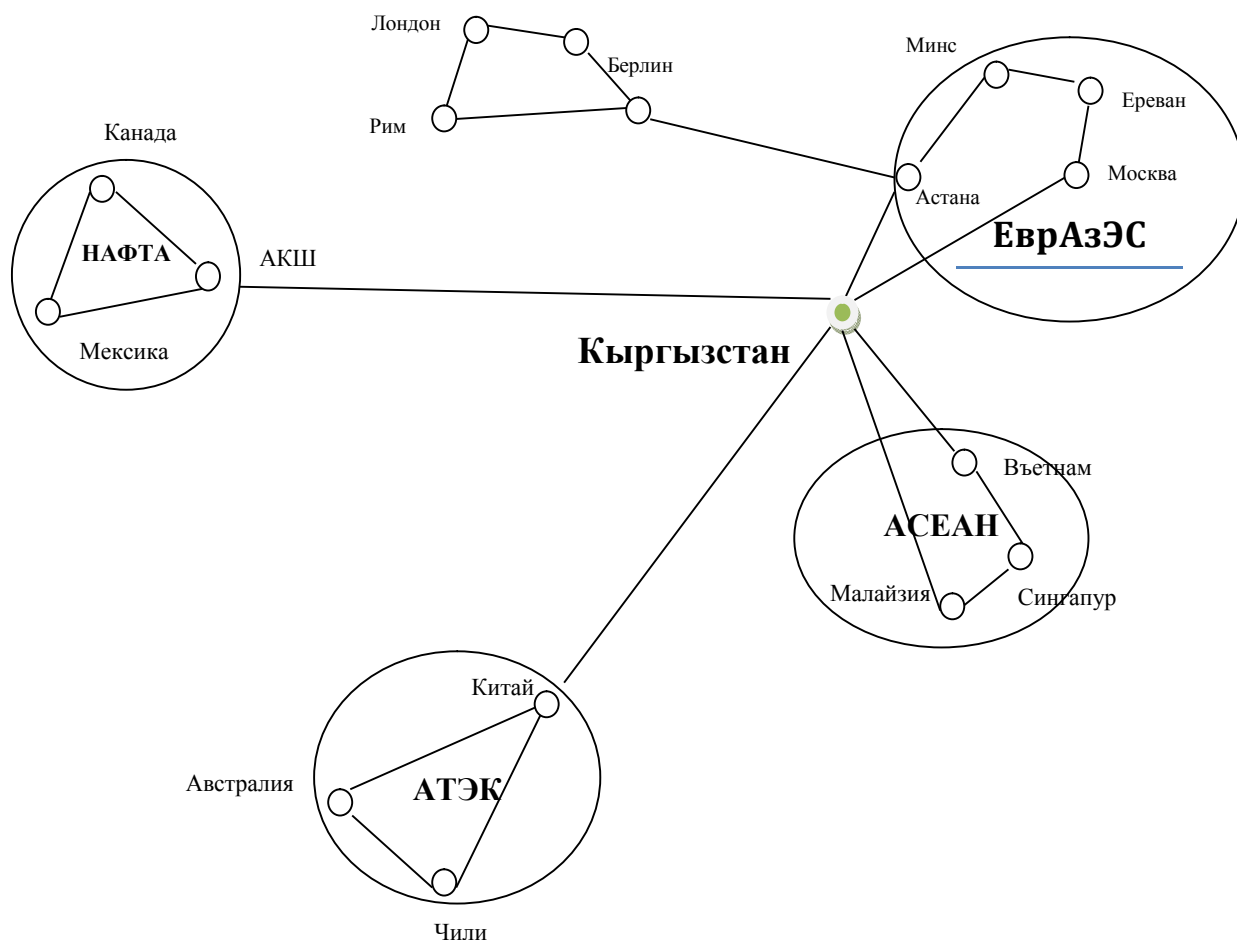 Лондон
Минс
Берлин
Ереван
Рим
Канада
Москва
Астана
ЕврАзЭС
НАФТА
АКШ
Мексика
Кыргызстан
Въетнам
АСЕАН
Малайзия
Сингапур
Китай
Австралия
АТЭК
Чили